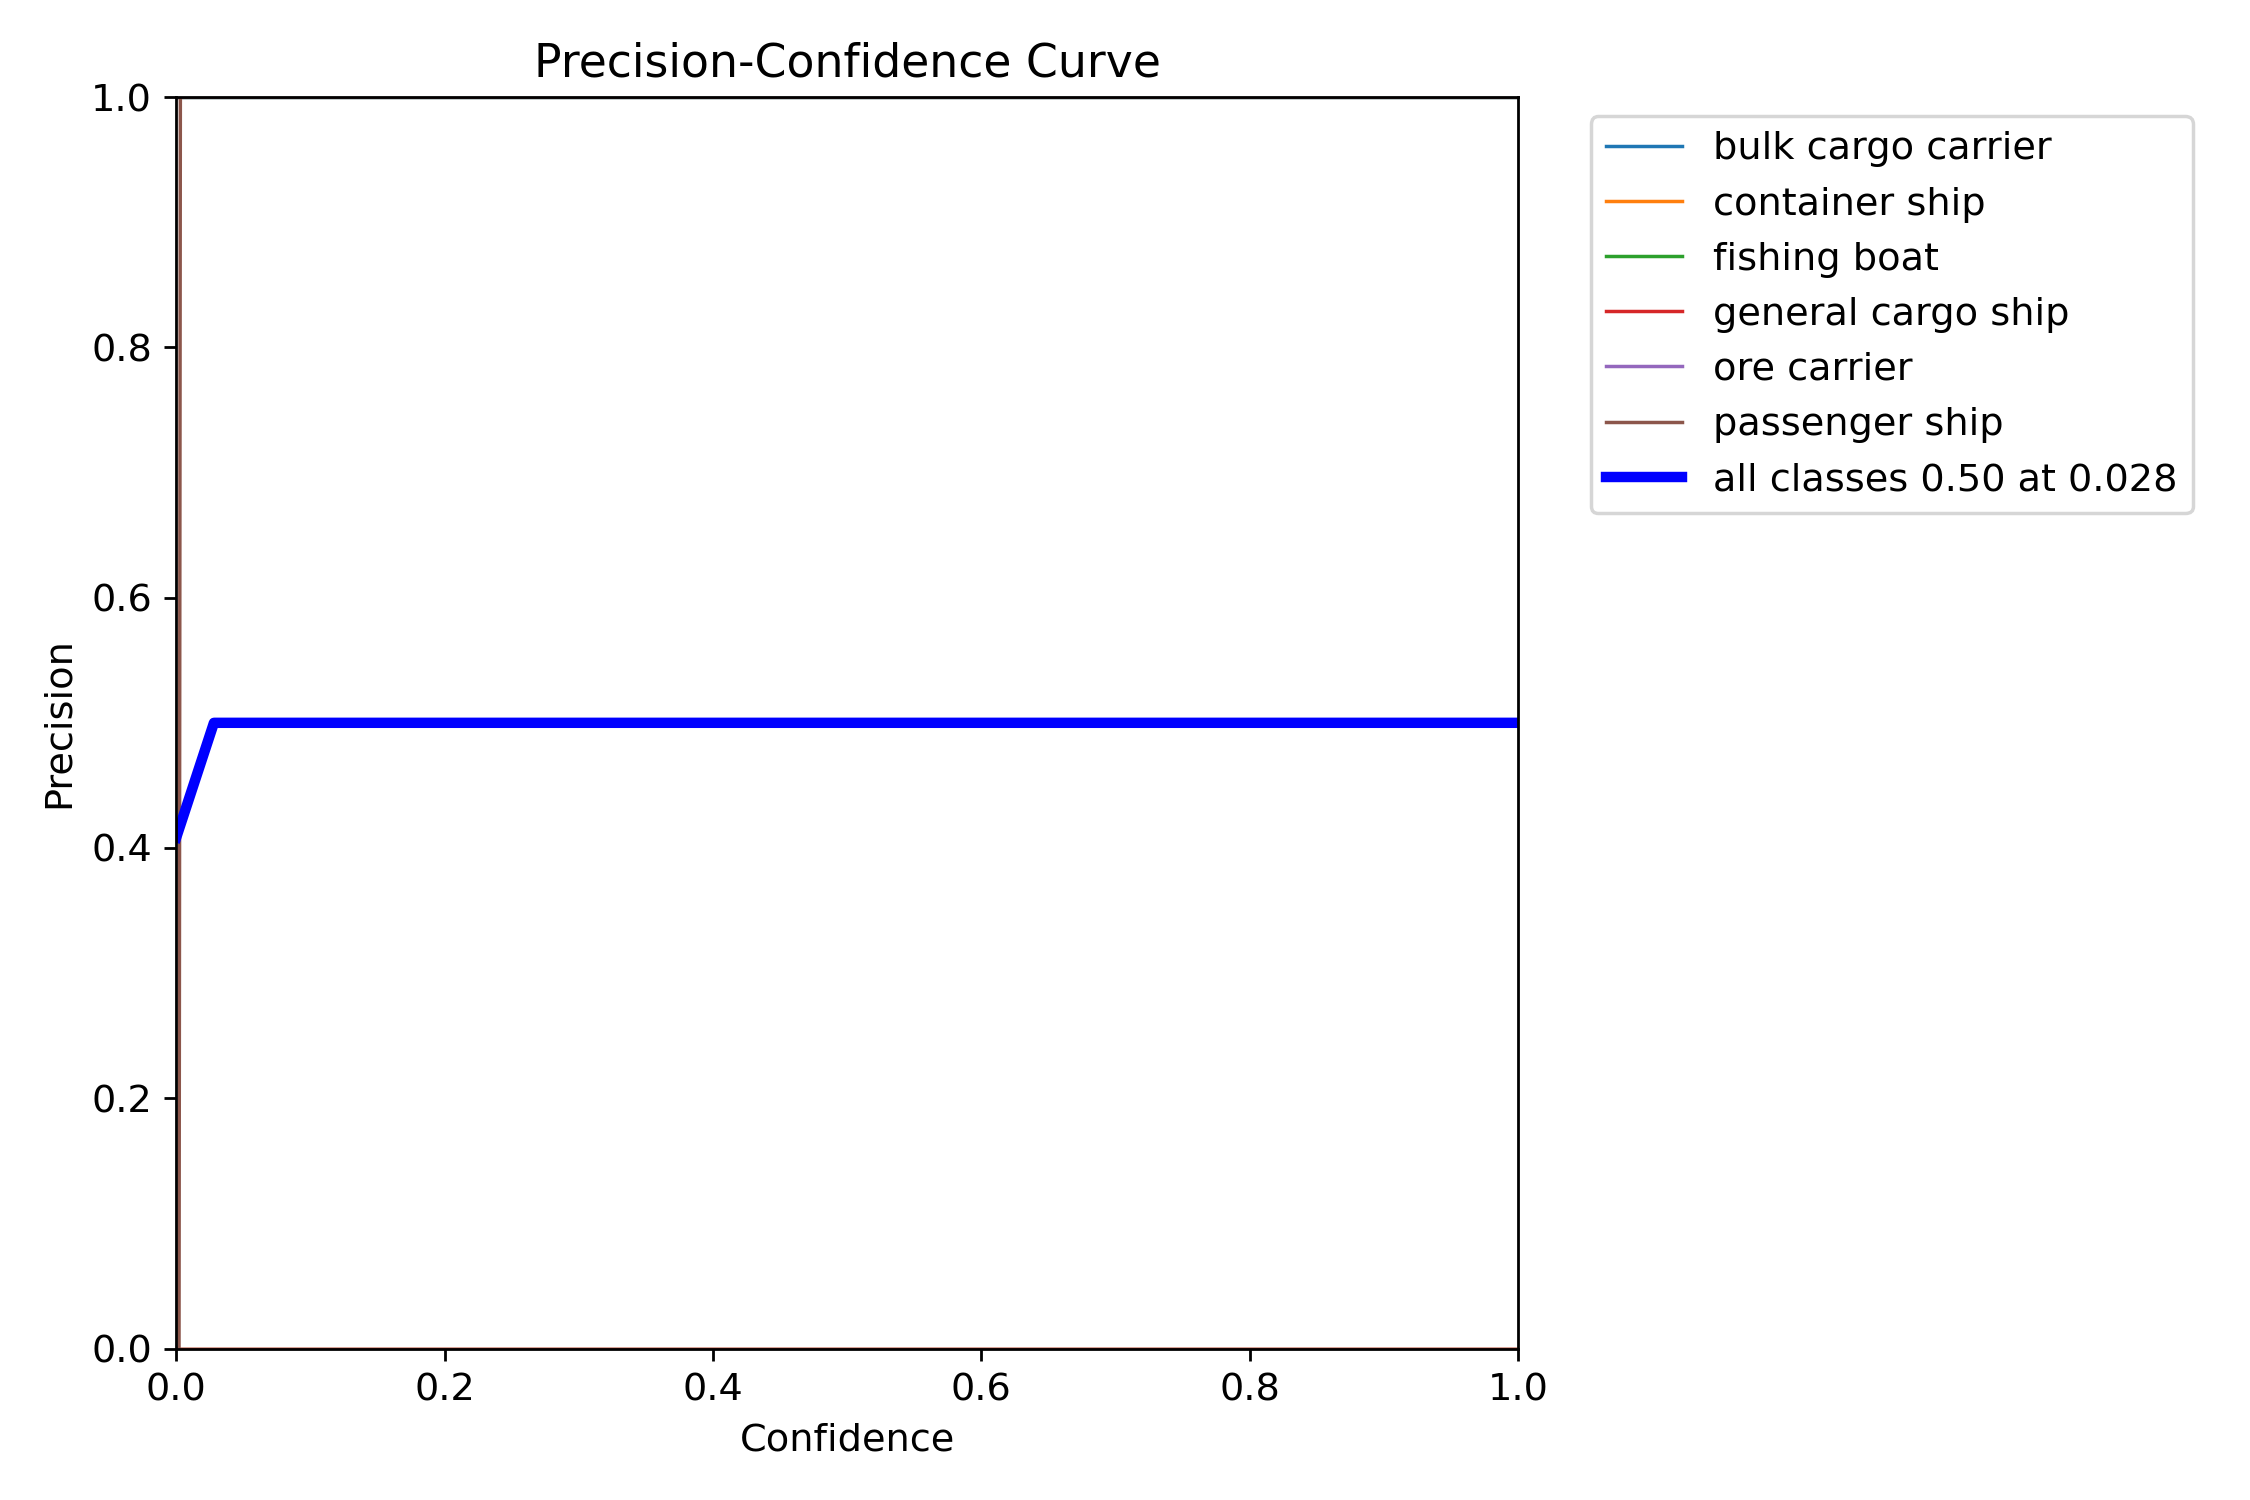 Precision-Confidence Curve
1.0
0.8
0.6
0.4
0.2
0.0
Precision
0.0 0.2 0.4 0.6 0.8 1.0
Confidence
bulk cargo carrier
container ship
fishing boat
general cargo ship
ore carrier
passenger ship
all classes 0.50 at 0.028